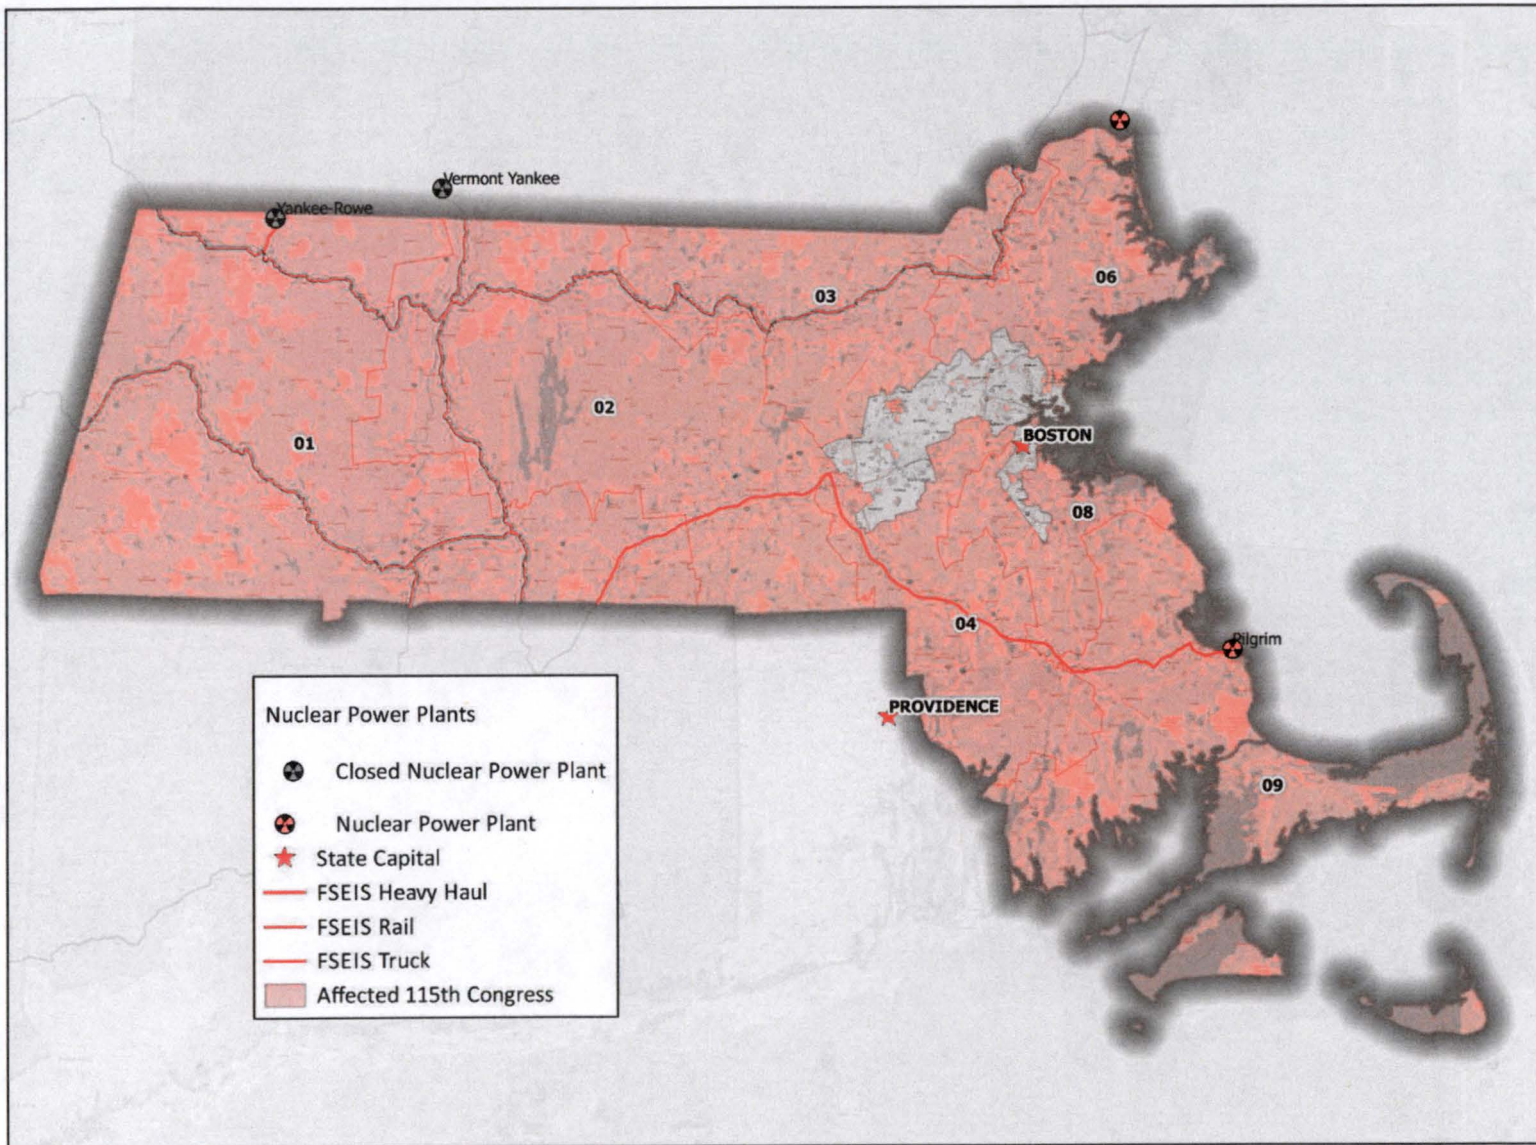 Vermont Yankee
Yankee-Rowe
06
03
02
BOSTON
01
08
04
Pilgrim
PROVIDENCE
09
Nuclear Power Plants
Closed Nuclear Power Plant
Nuclear Power Plant
State Capital
FSEIS Heavy Haul
FSEIS Rail
FSEIS Truck
Affected 115th Congress